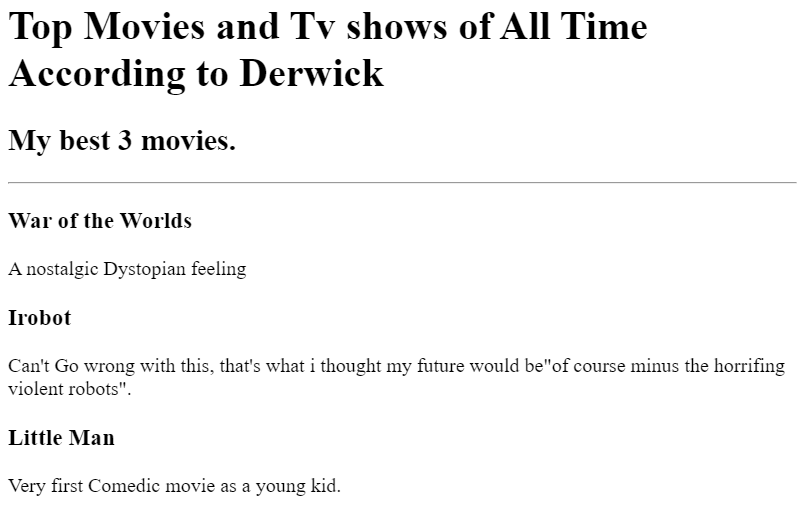 Top Movies and Tv shows of All Time
According to Derwick
My best 3 movies.
War of the Worlds
A nostalgic Dystopian feeling
Irobot
Can't Go wrong with this, that's what i thought my future would be"of course minus the horrifing
violent robots".
Little Man
Very first Comedic movie as a young kid.